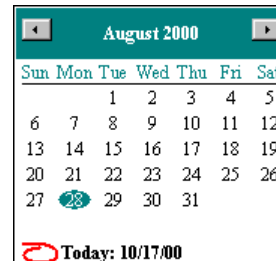 August 2000
Sun Mon Tue Wed Thu Fri Sat
1 2 3 4 5
6 7 8 9 10 11 12
13 14 15 16 17 18 19
20 21 22 23 24 25 26
27 28 29 30 31
Today: 10/17/00